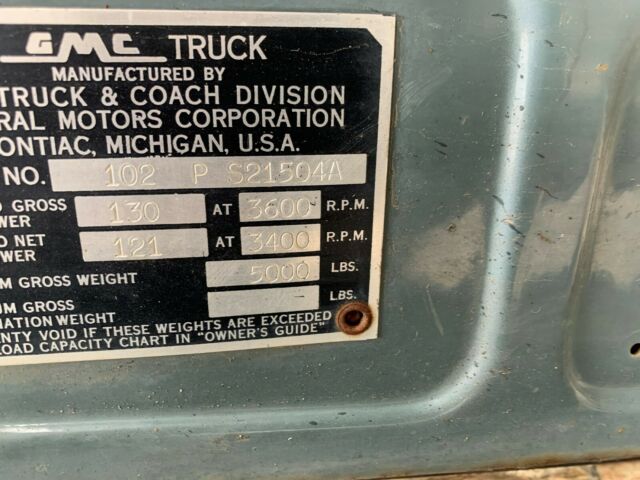 GMC TRUCK
MANUFACTURED BY
TRUCK & COACH DIVISION
RAL MOTORS CORPORATION
ONTIAC, MICHIGAN, U.S.A.
NO. 102 P S21504A
D GROSS
WER 130 AT 3600 R.P.M.
D NET
WER 121 AT 3400 R.P.M.
M GROSS WEIGHT 5000 LBS.
UM GROSS
NATION WEIGHT LBS.
NTY VOID IF THESE WEIGHTS ARE EXCEEDED
LOAD CAPACITY CHART IN "OWNER'S GUIDE"